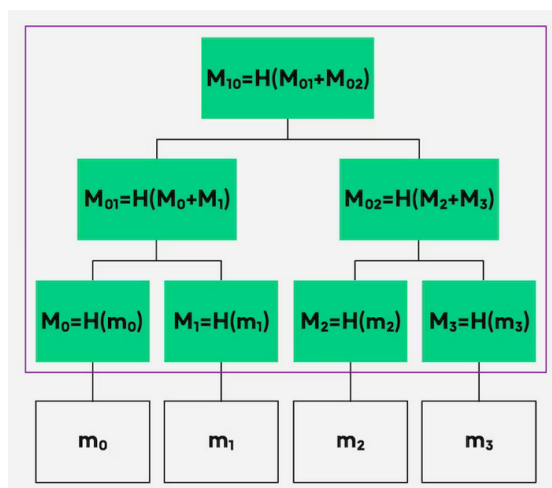 M₁₀=H(M₀₁+M₀₂)
M₀₁=H(M₀+M₁)
M₀₂=H(M₂+M₃)
M₀=H(m₀)
M₁=H(m₁)
M₂=H(m₂)
M₃=H(m₃)
m₀
m₁
m₂
m₃